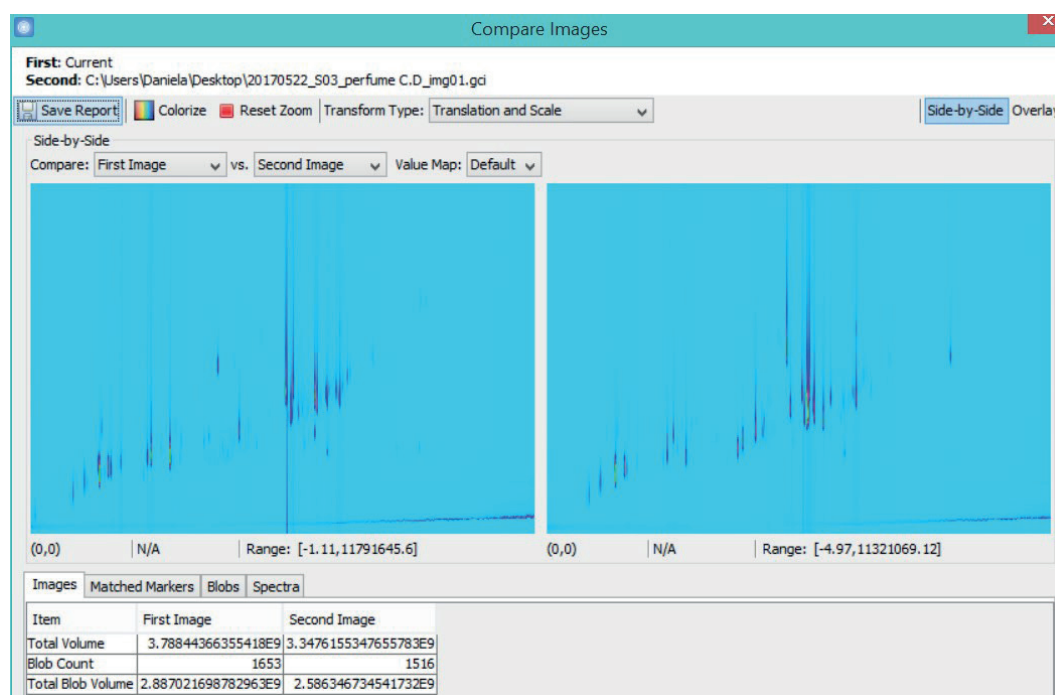 Compare Images
First: Current
Second: C:\Users\Daniela\Desktop\20170522_S03_perfume C.D_img01.gci
Save Report Colorize Reset Zoom Transform Type: Translation and Scale Side-by-Side Overlay
Side-by-Side
Compare: First Image vs. Second Image Value Map: Default
(0,0) N/A Range: [-1.11,11791645.6] (0,0) N/A Range: [-4.97,11321069.12]
Images Matched Markers Blobs Spectra
Item First Image Second Image
Total Volume 3.78844366355418E9 3.3476155347655783E9
Blob Count 1653 1516
Total Blob Volume 2.887021698782963E9 2.586346734541732E9